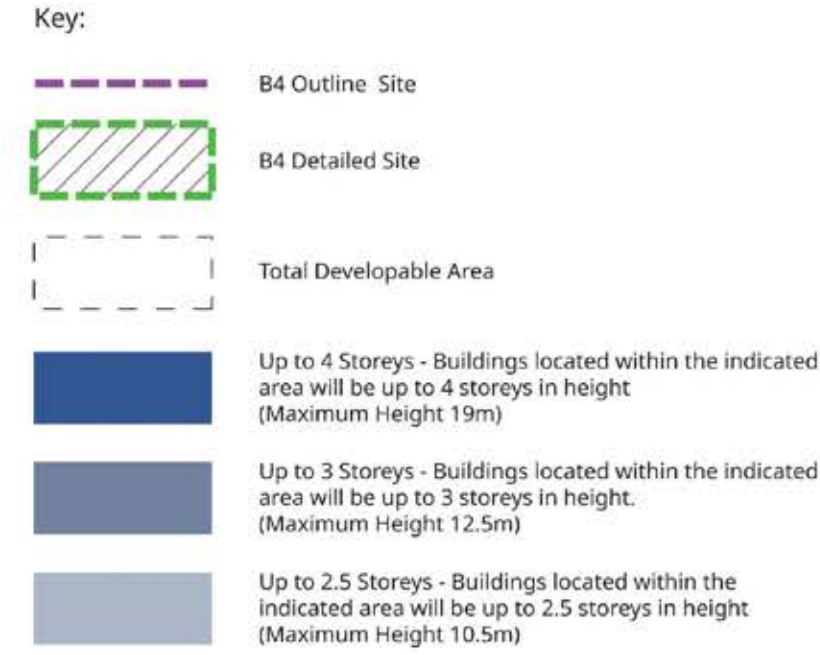 Key:
B4 Outline Site
B4 Detailed Site
Total Developable Area
Up to 4 Storeys - Buildings located within the indicated
area will be up to 4 storeys in height
(Maximum Height 19m)
Up to 3 Storeys - Buildings located within the indicated
area will be up to 3 storeys in height.
(Maximum Height 12.5m)
Up to 2.5 Storeys - Buildings located within the
indicated area will be up to 2.5 storeys in height
(Maximum Height 10.5m)